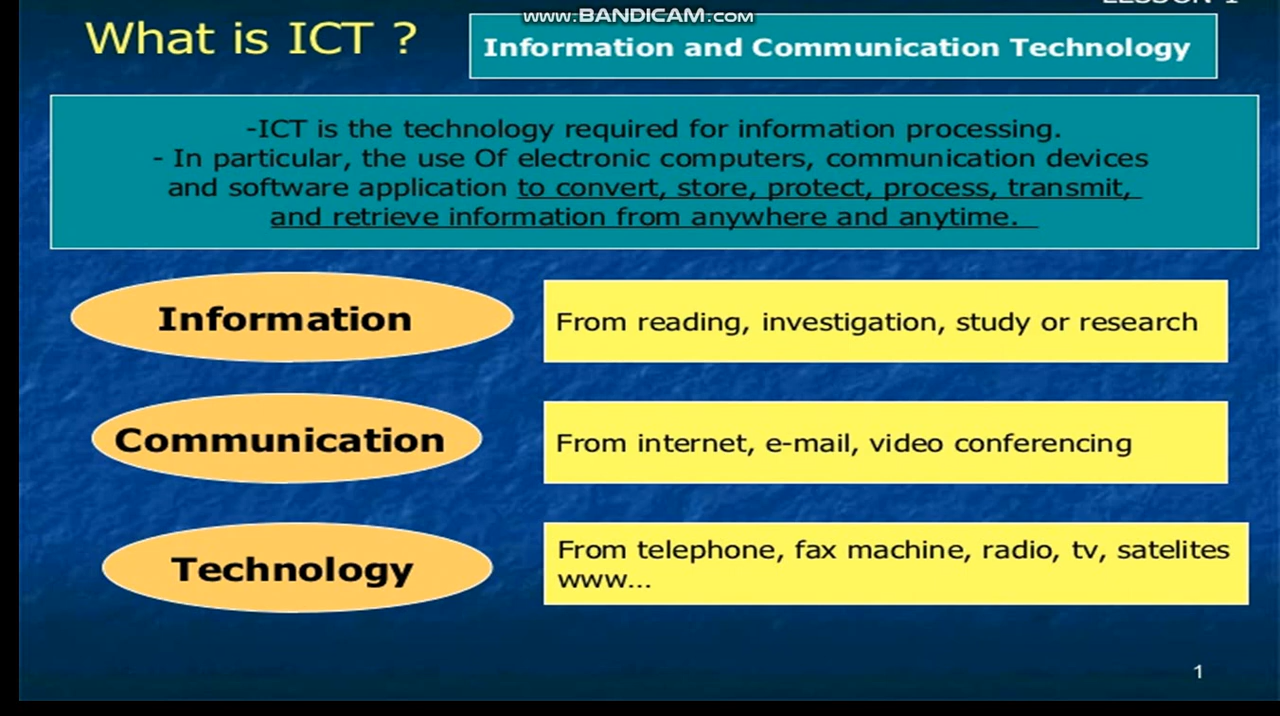 LESSON 1
www.BANDICAM.com
What is ICT ?
Information and Communication Technology
-ICT is the technology required for information processing.
- In particular, the use Of electronic computers, communication devices
and software application to convert, store, protect, process, transmit,
and retrieve information from anywhere and anytime.
Information
From reading, investigation, study or research
Communication
From internet, e-mail, video conferencing
Technology
From telephone, fax machine, radio, tv, satelites
www...
1